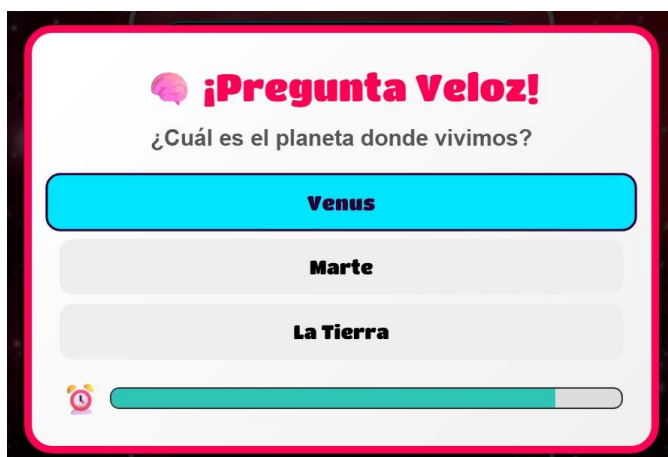 ¡Pregunta Veloz!
¿Cuál es el planeta donde vivimos?
Venus
Marte
La Tierra